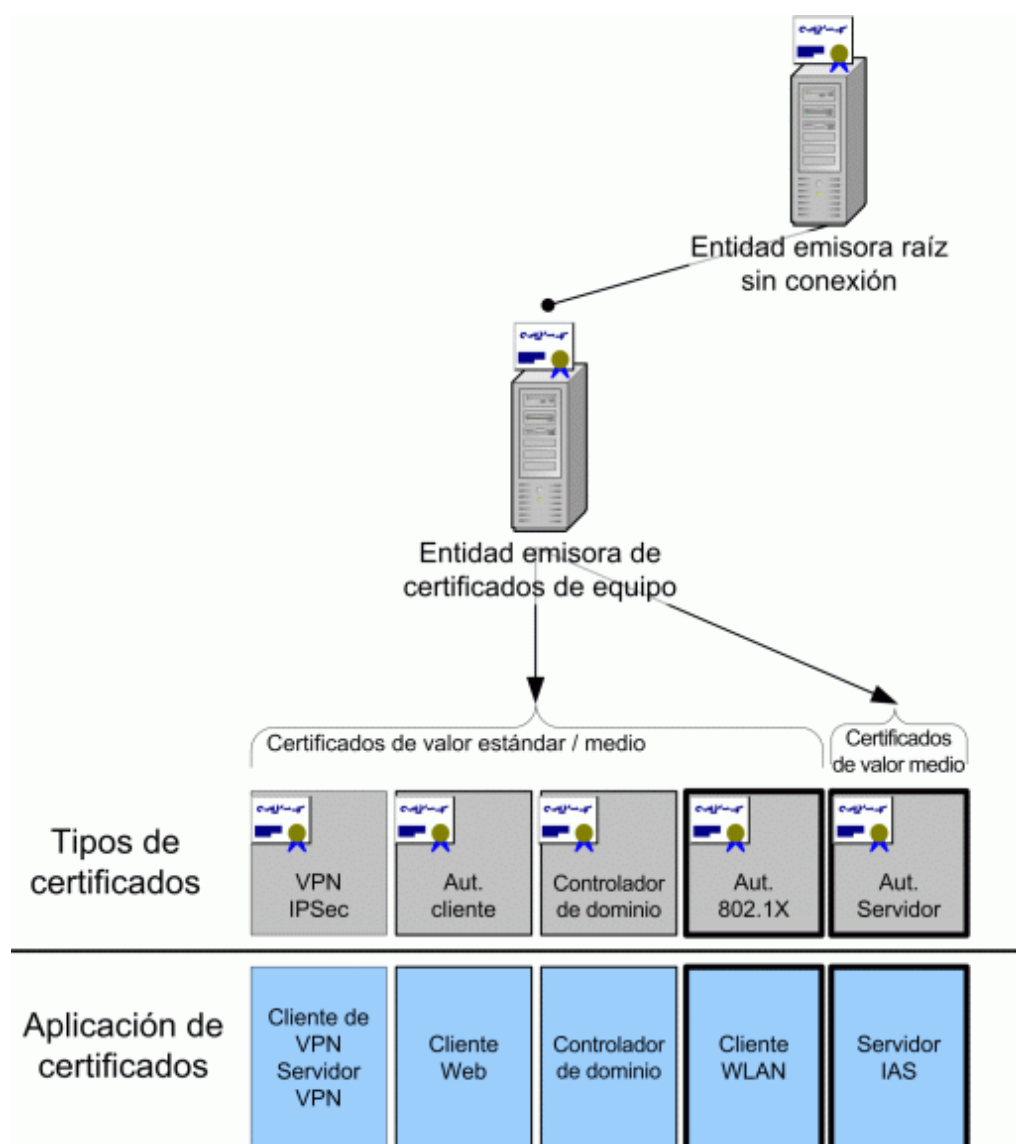 Entidad emisora raíz
sin conexión
Entidad emisora de
certificados de equipo
Certificados de valor estándar / medio
Certificados
de valor medio
Tipos de
certificados
VPN
IPSec
Aut.
cliente
Controlador
de dominio
Aut.
802.1X
Aut.
Servidor
Aplicación de
certificados
Cliente de
VPN
Servidor
VPN
Cliente
Web
Controlador
de dominio
Cliente
WLAN
Servidor
IAS